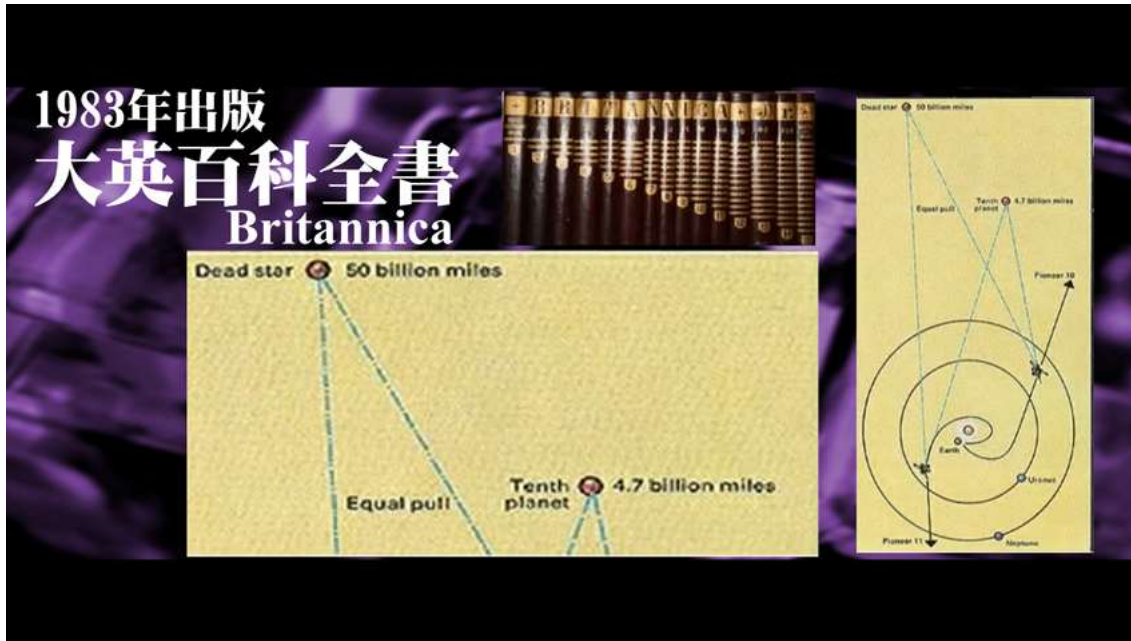 1983年出版
大英百科全書
Britannica
BRITANNICA Jr
Dead star 50 billion miles
Equal pull
Tenth planet 4.7 billion miles
Dead star 50 billion miles
Equal pull
Tenth planet 4.7 billion miles
Pioneer 10
Earth
Uranus
Neptune
Pioneer 11